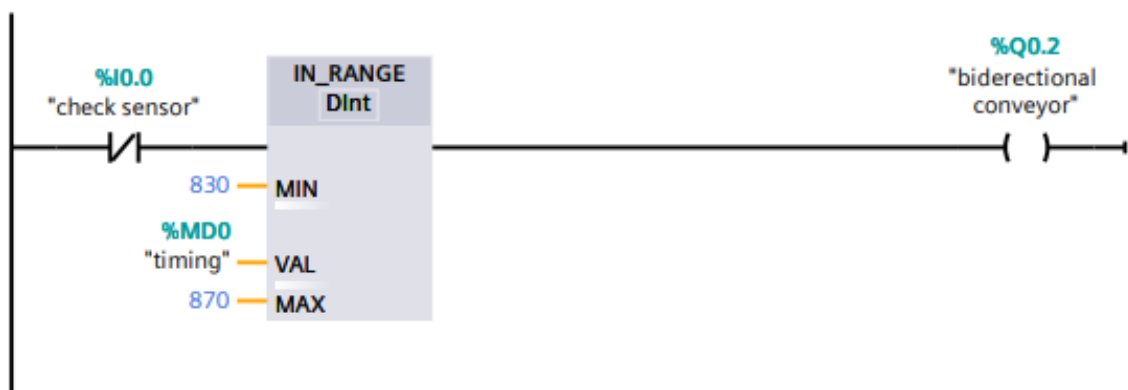 %I0.0
"check sensor"
IN_RANGE
DInt
%Q0.2
"biderectional
conveyor"
830
MIN
%MD0
"timing"
VAL
870
MAX